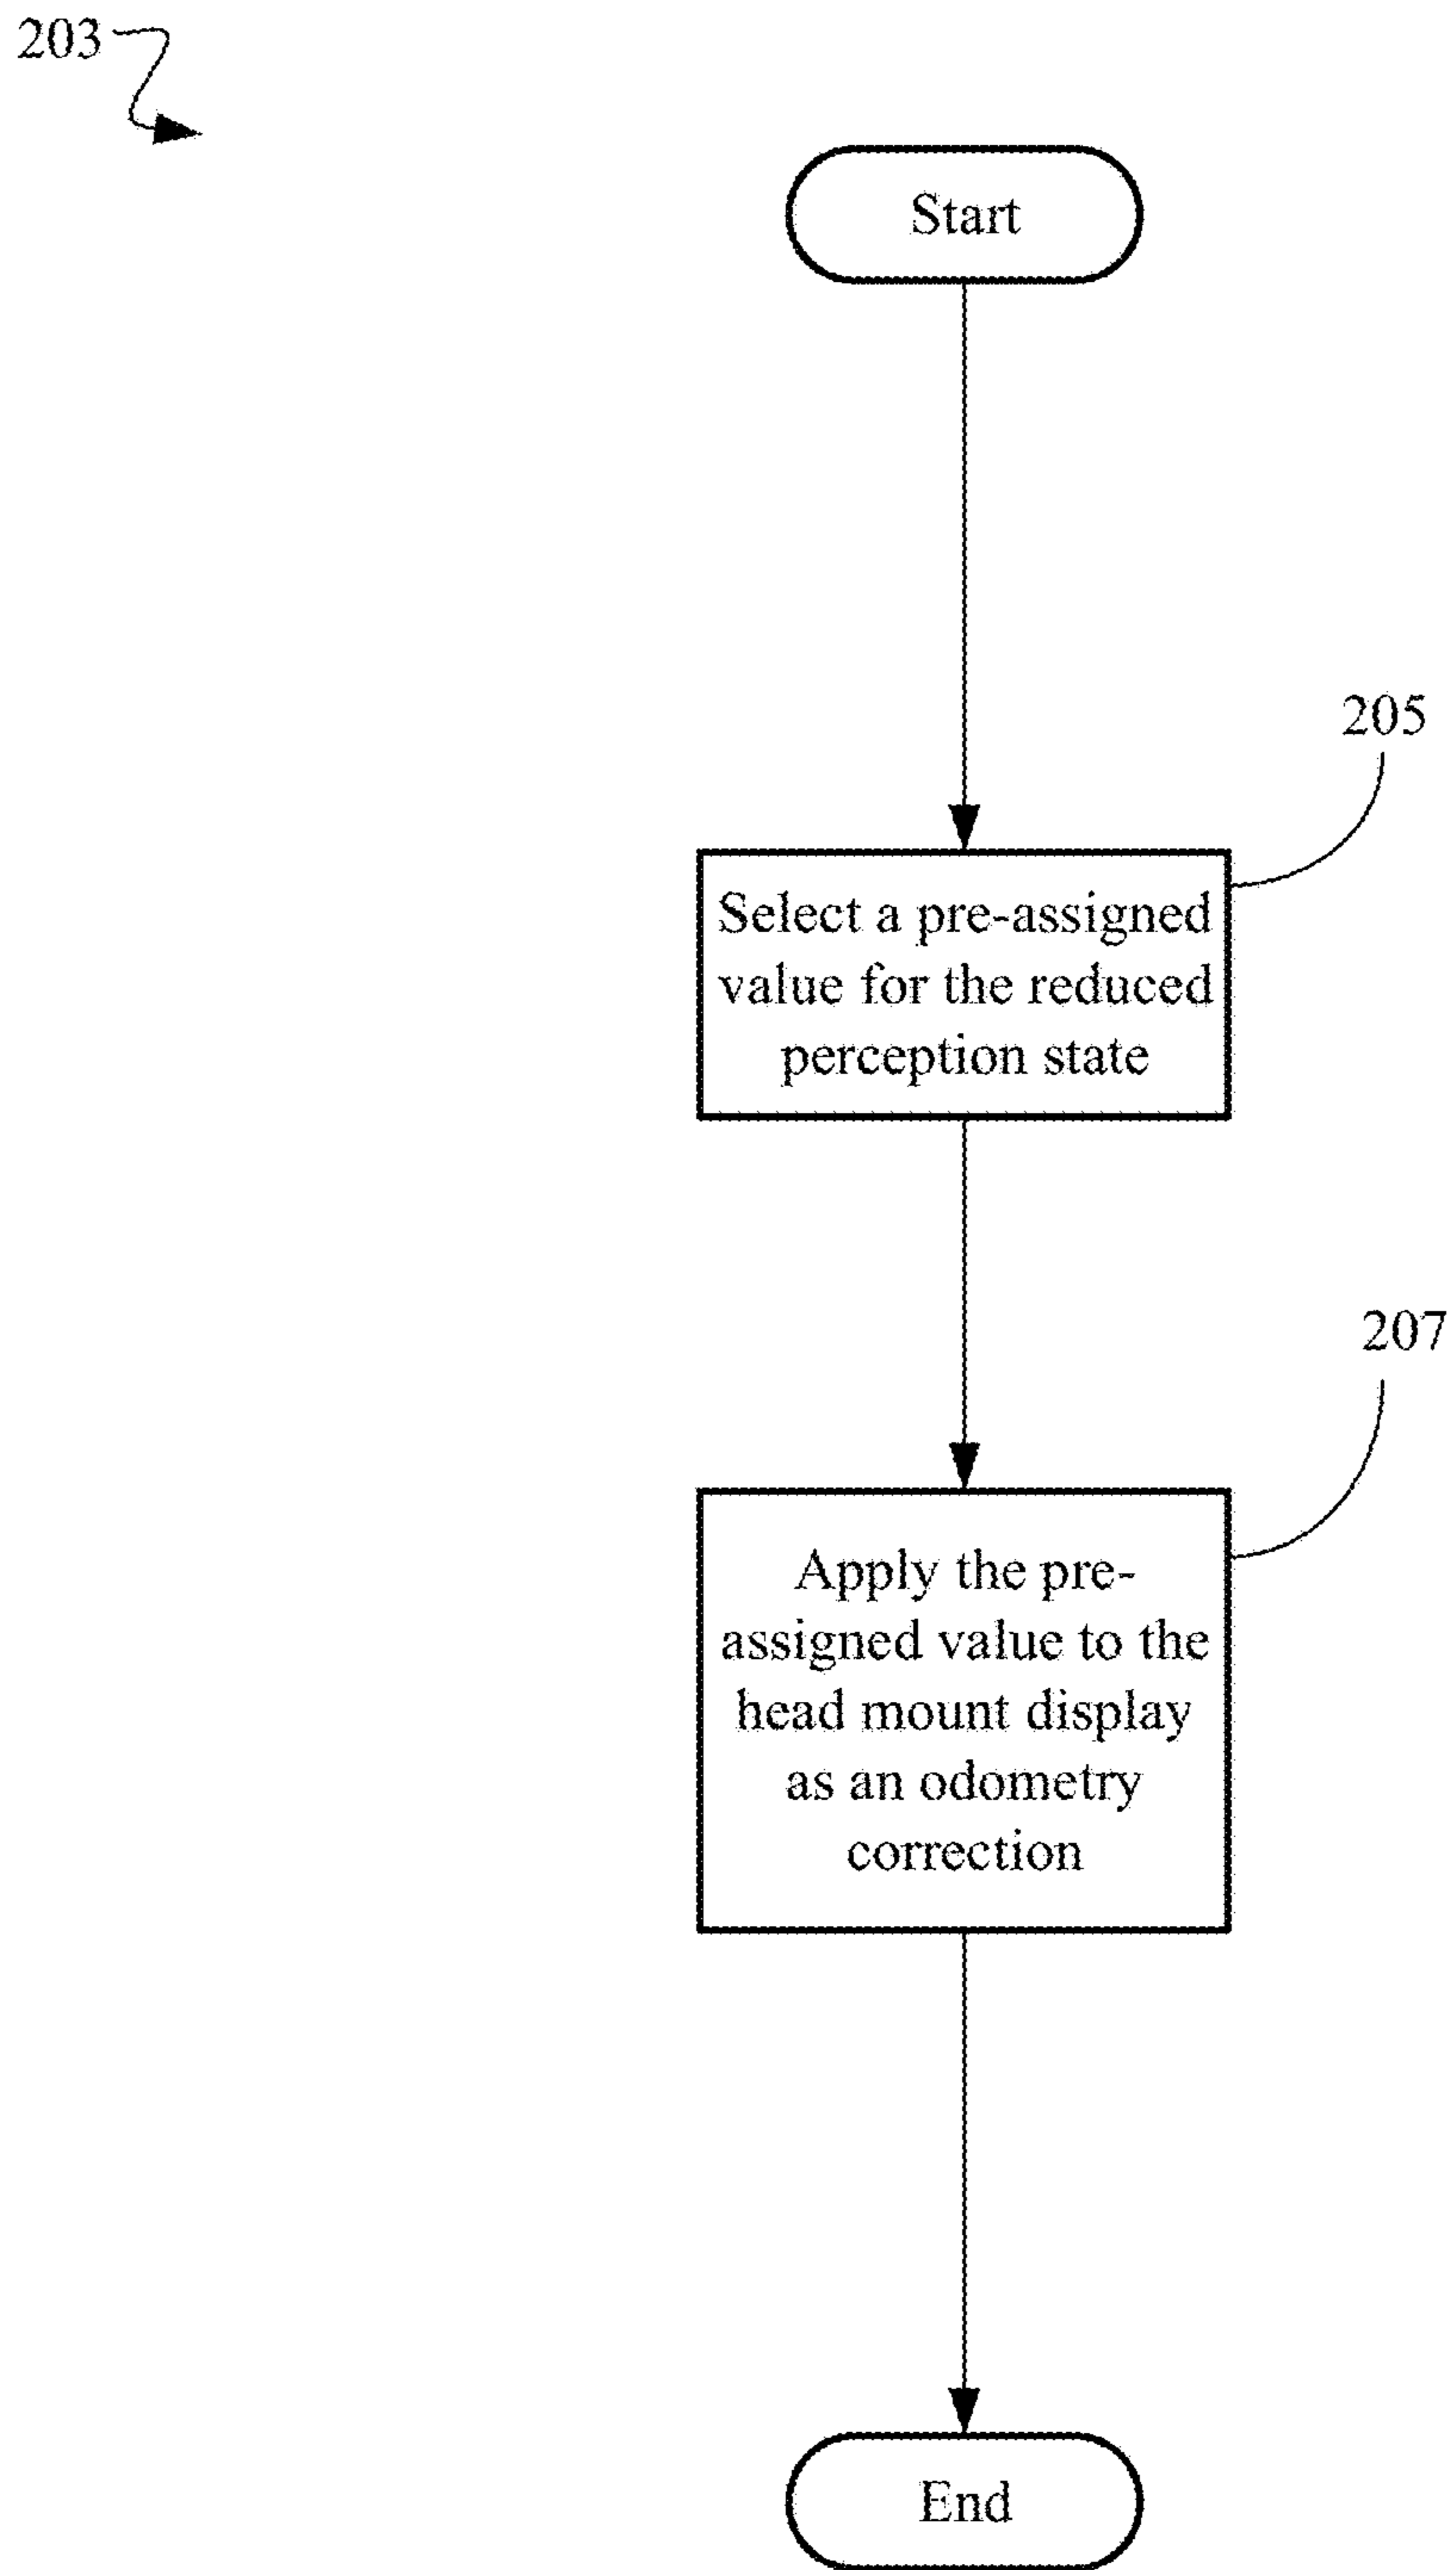 203
Start
205
Select a pre-assigned
value for the reduced
perception state
207
Apply the pre-
assigned value to the
head mount display
as an odometry
correction
End